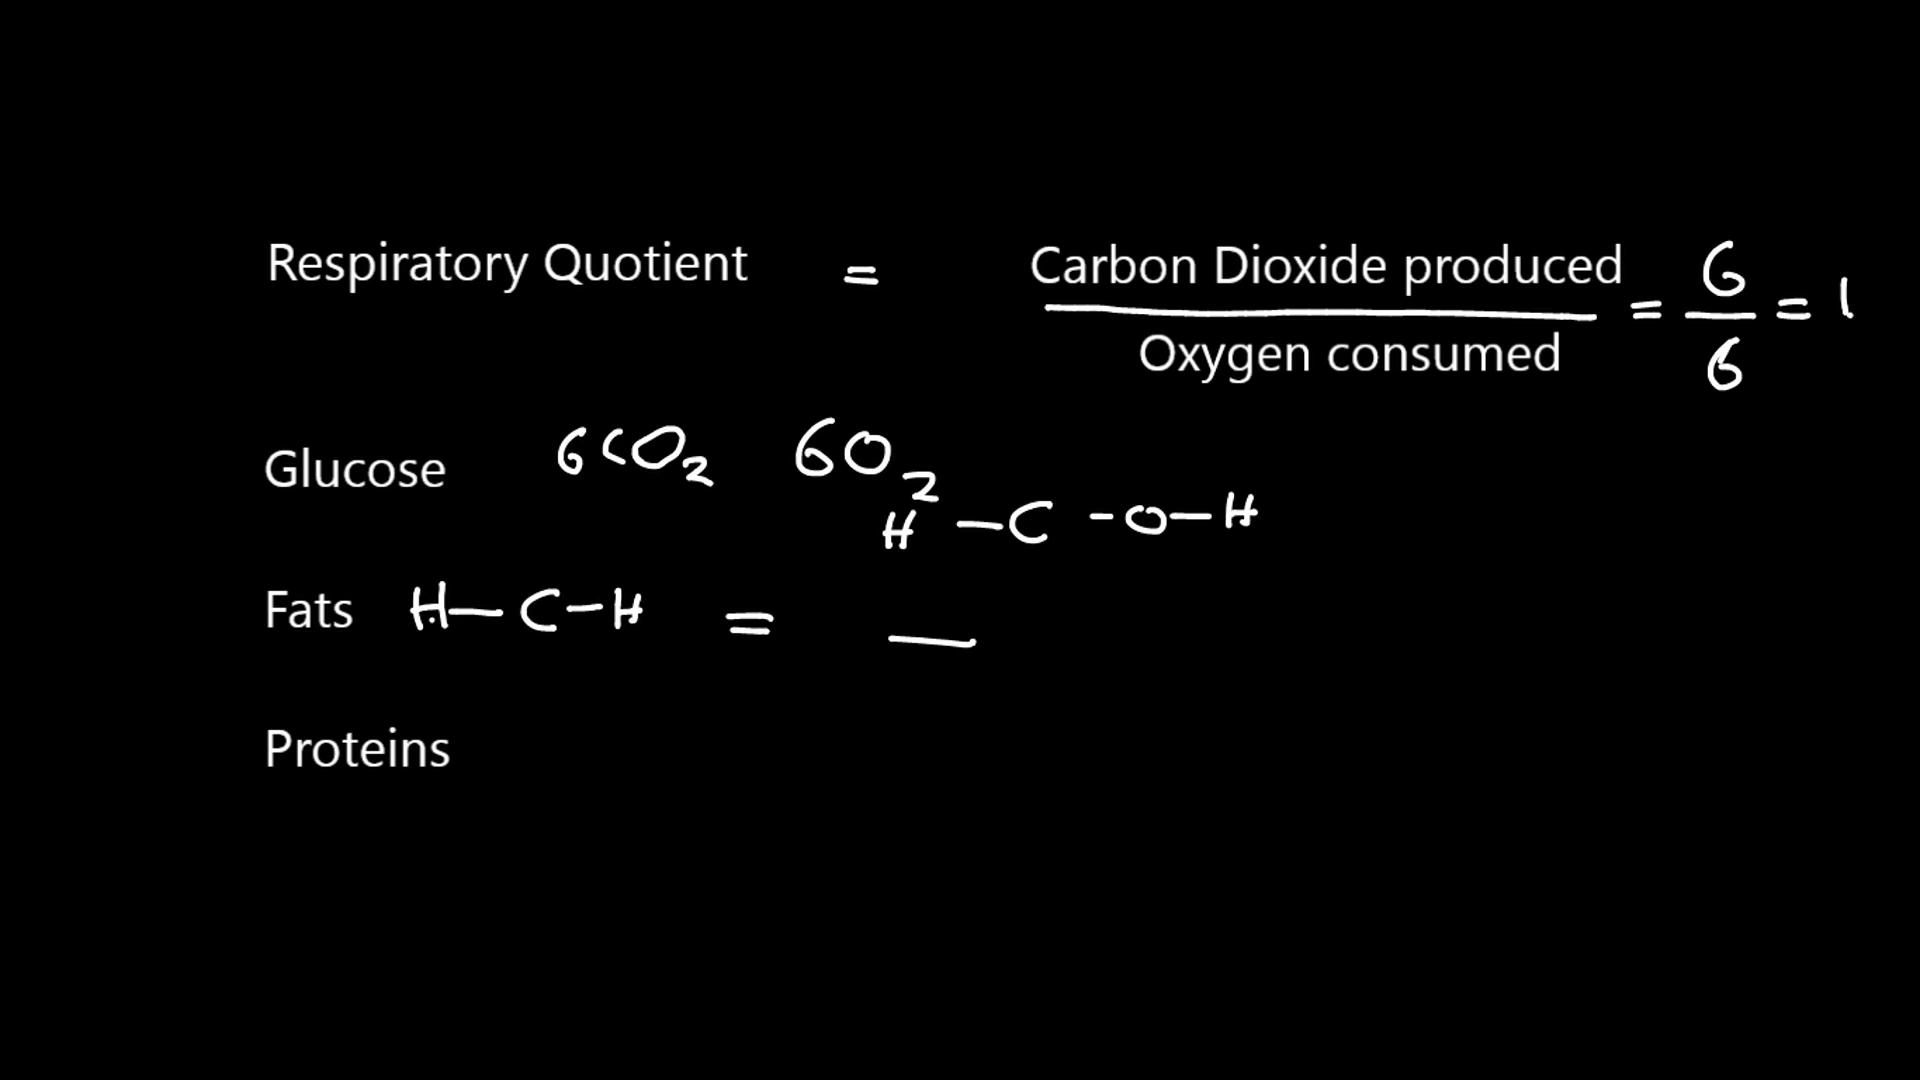 Respiratory Quotient = Carbon Dioxide produced = 6 = 1
Oxygen consumed 6
Glucose 6CO₂ 6O₂
H – C – O – H
Fats H – C – H =
Proteins